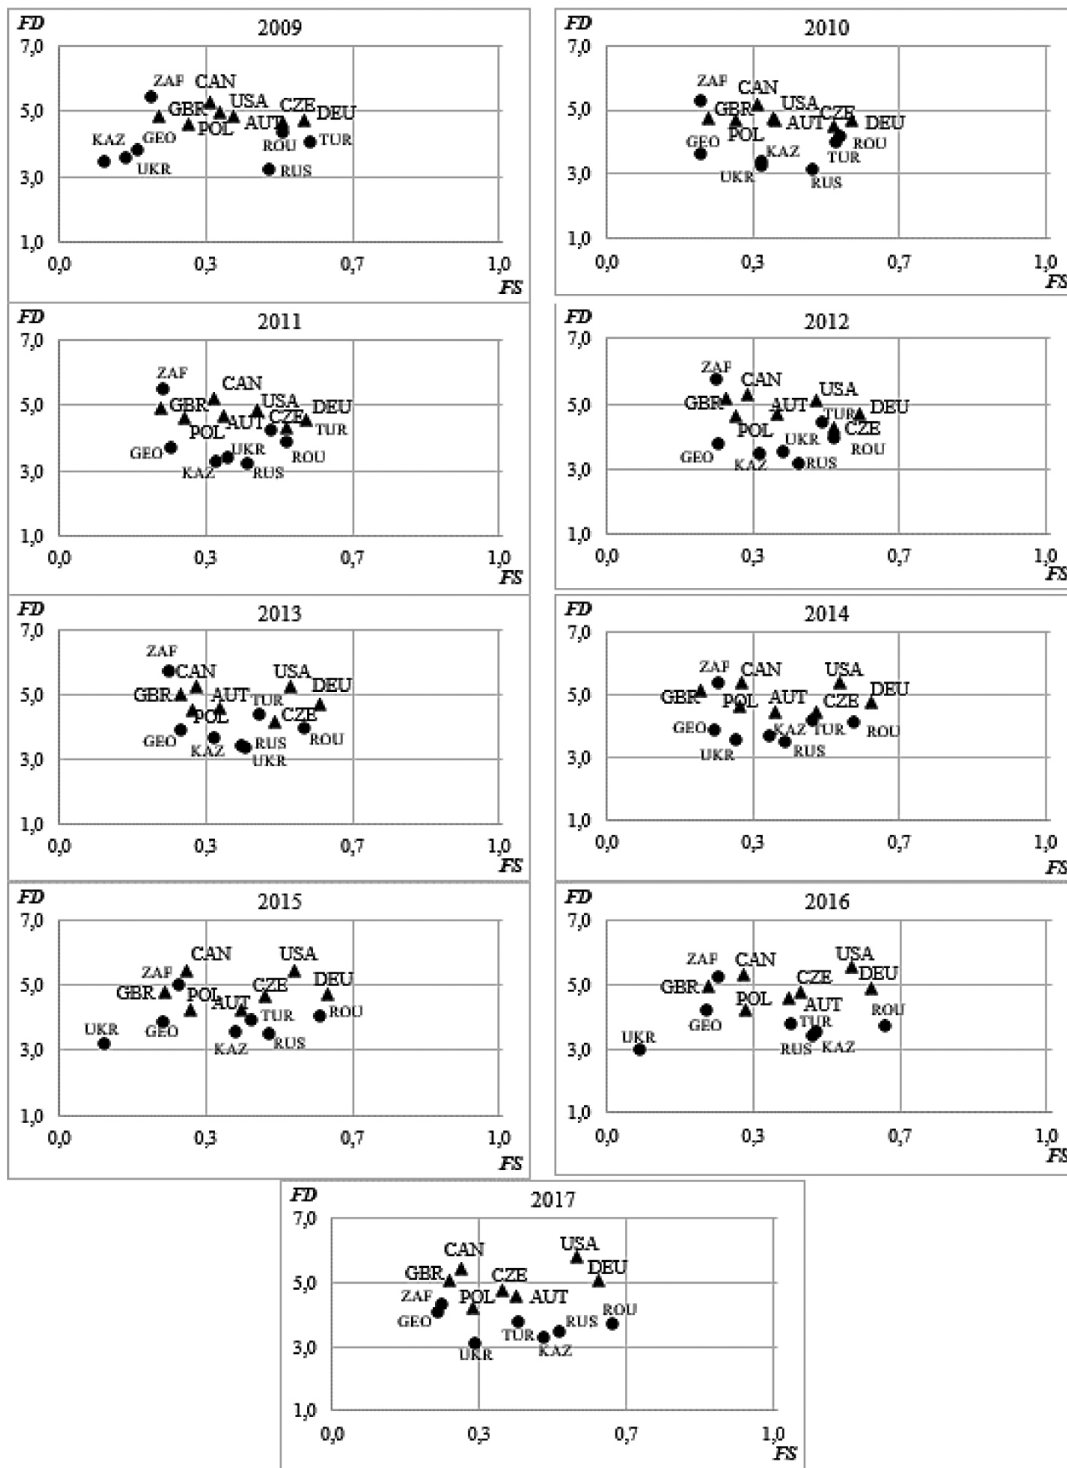 FD 2009
7,0
ZAF CAN
5,0 GBR USA CZE DEU
KAZ GEO POL AUT ROU TUR
UKR RUS
3,0
1,0
0,0 0,3 0,7 1,0
FS
FD 2010
7,0
ZAF CAN
5,0 GBR USA CZE DEU
POL AUT ROU
GEO KAZ TUR
3,0 UKR RUS
1,0
0,0 0,3 0,7 1,0
FS
FD 2011
7,0
ZAF CAN
5,0 GBR USA DEU
POL AUT CZE TUR
GEO UKR ROU
3,0 KAZ RUS
1,0
0,0 0,3 0,7 1,0
FS
FD 2012
7,0
ZAF CAN USA
5,0 GBR AUT TUR DEU
POL UKR CZE
GEO KAZ RUS ROU
3,0
1,0
0,0 0,3 0,7 1,0
FS
FD 2013
7,0
ZAF
CAN USA
5,0 GBR AUT TUR DEU
POL CZE
GEO KAZ RUS ROU
3,0 UKR
1,0
0,0 0,3 0,7 1,0
FS
FD 2014
7,0
ZAF CAN USA
5,0 GBR POL AUT CZE DEU
GEO KAZ TUR ROU
UKR RUS
3,0
1,0
0,0 0,3 0,7 1,0
FS
FD 2015
7,0
CAN USA
5,0 ZAF DEU
GBR POL AUT CZE
UKR GEO TUR ROU
3,0 KAZ RUS
1,0
0,0 0,3 0,7 1,0
FS
FD 2016
7,0
ZAF CAN USA
5,0 GBR CZE DEU
GEO POL AUT ROU
UKR TUR
3,0 RUS KAZ
1,0
0,0 0,3 0,7 1,0
FS
FD 2017
7,0
CAN USA
5,0 GBR CZE DEU
ZAF POL AUT
GEO TUR RUS ROU
3,0 UKR KAZ
1,0
0,0 0,3 0,7 1,0
FS